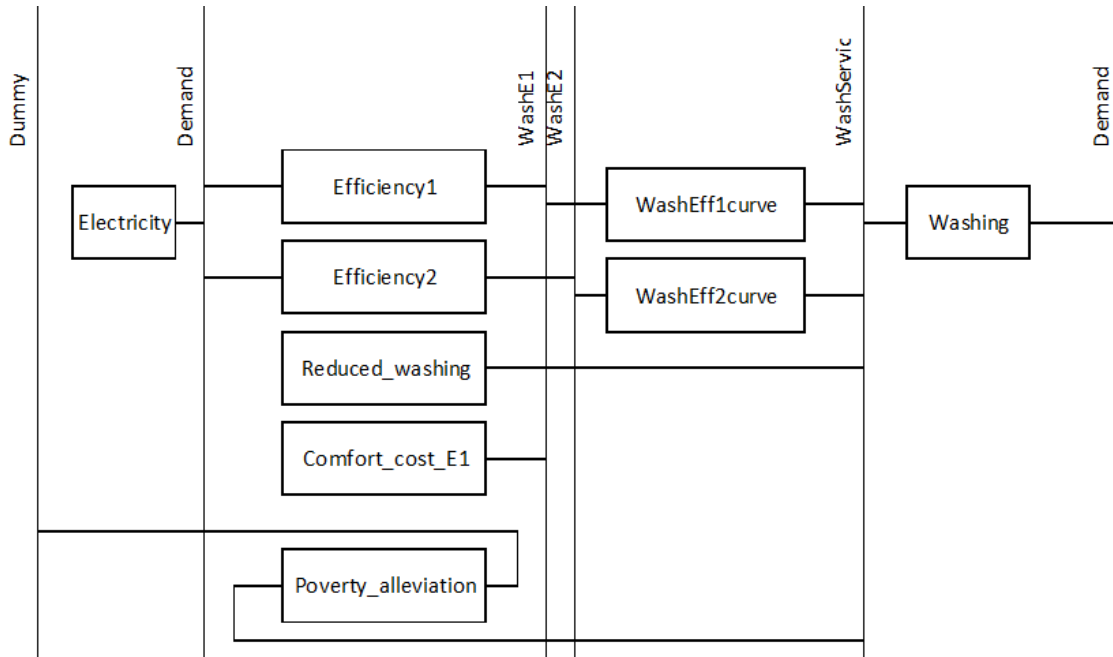 Dummy
Demand
WashE1
WashE2
WashServic
Demand
Electricity
Efficiency1
WashEff1curve
Washing
Efficiency2
WashEff2curve
Reduced_washing
Comfort_cost_E1
Poverty_alleviation